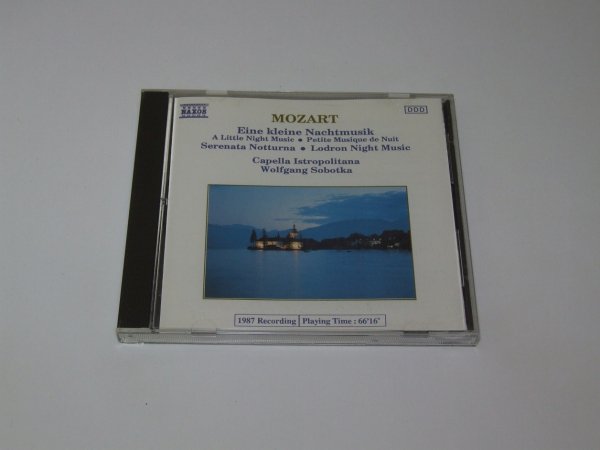 NAXOS
DDD
MOZART
Eine kleine Nachtmusik
A Little Night Music • Petite Musique de Nuit
Serenata Notturna • Lodron Night Music
Capella Istropolitana
Wolfgang Sobotka
1987 Recording Playing Time : 66'16"